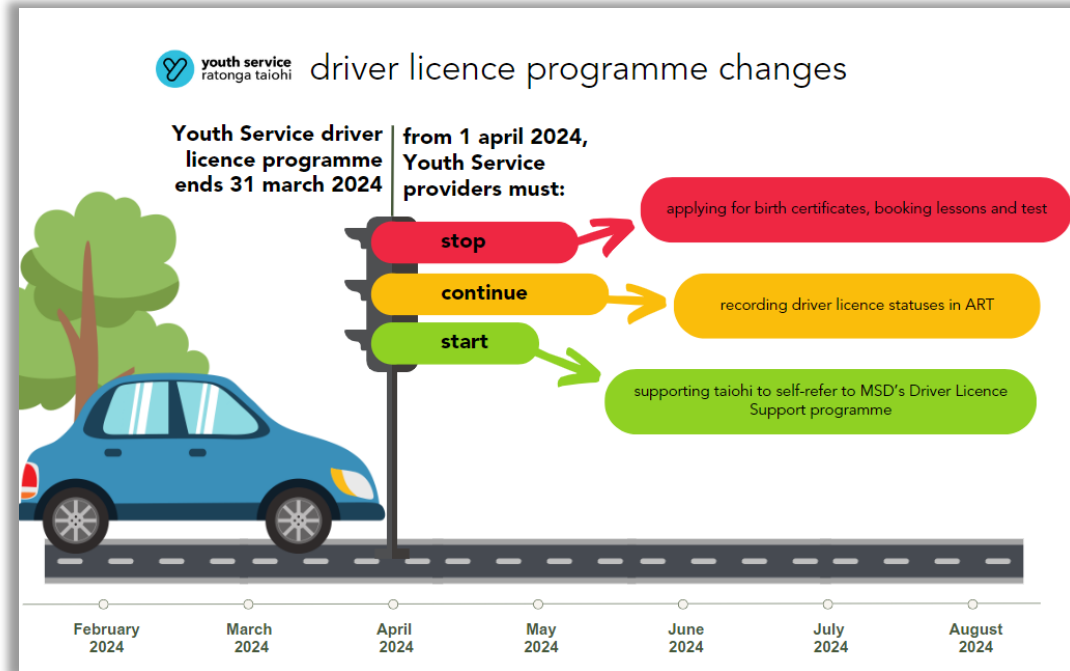 youth service
ratonga taiohi
driver licence programme changes
Youth Service driver
licence programme
ends 31 march 2024
from 1 april 2024,
Youth Service
providers must:
stop
applying for birth certificates, booking lessons and test
continue
recording driver licence statuses in ART
start
supporting taiohi to self-refer to MSD's Driver Licence
Support programme
February
2024
March
2024
April
2024
May
2024
June
2024
July
2024
August
2024